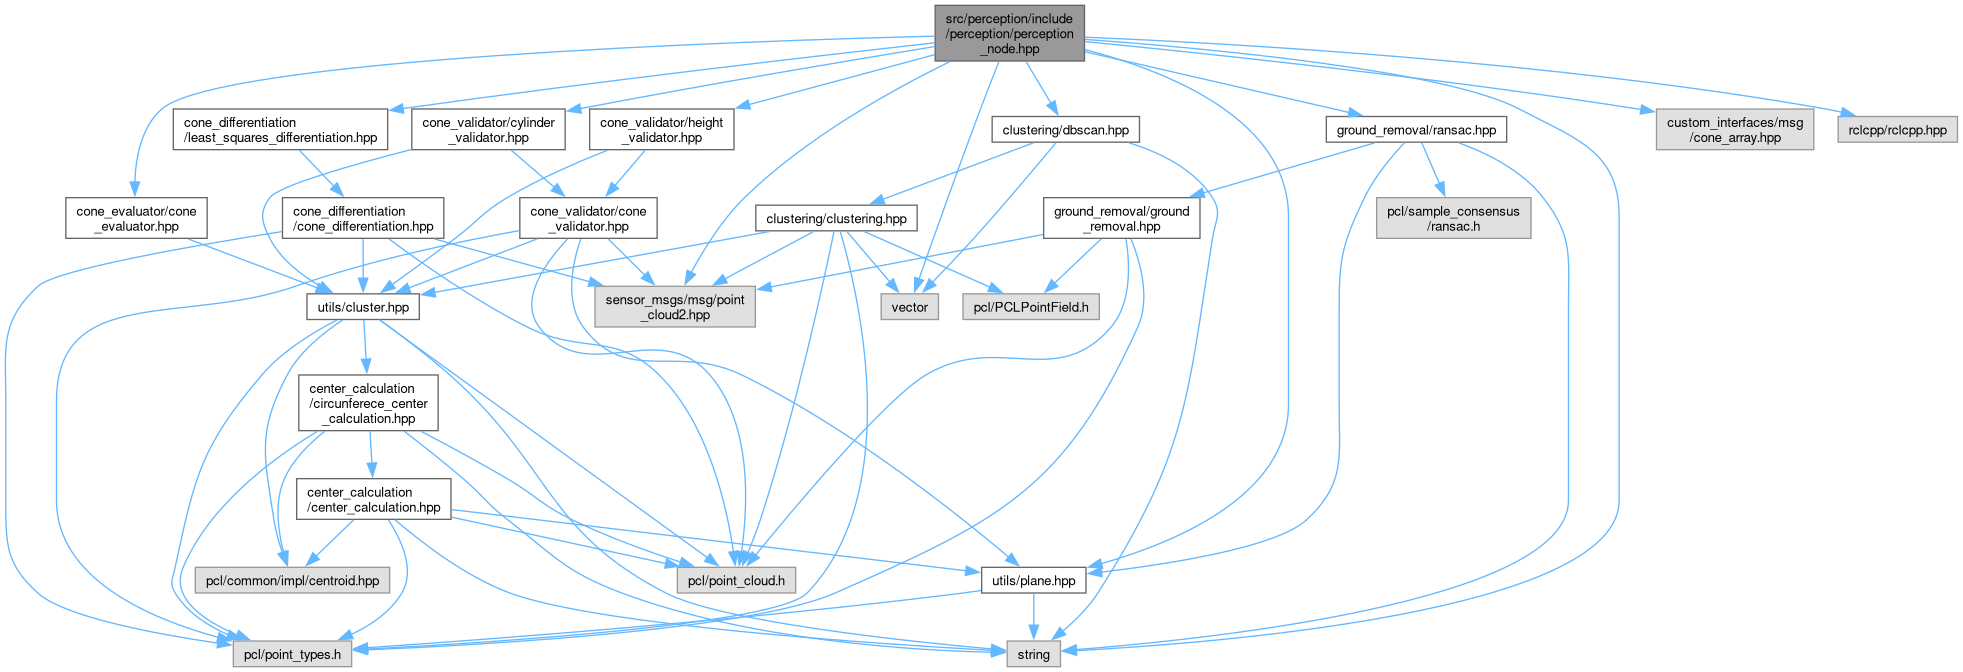 src/perception/include
/perception/perception
_node.hpp
cone_differentiation
/least_squares_differentiation.hpp
cone_validator/cylinder
_validator.hpp
cone_validator/height
_validator.hpp
clustering/dbscan.hpp
ground_removal/ransac.hpp
custom_interfaces/msg
/cone_array.hpp
rclcpp/rclcpp.hpp
cone_evaluator/cone
_evaluator.hpp
cone_differentiation
/cone_differentiation.hpp
cone_validator/cone
_validator.hpp
clustering/clustering.hpp
ground_removal/ground
_removal.hpp
pcl/sample_consensus
/ransac.h
utils/cluster.hpp
sensor_msgs/msg/point
_cloud2.hpp
vector
pcl/PCLPointField.h
center_calculation
/circunferece_center
_calculation.hpp
center_calculation
/center_calculation.hpp
pcl/common/impl/centroid.hpp
pcl/point_cloud.h
utils/plane.hpp
pcl/point_types.h
string